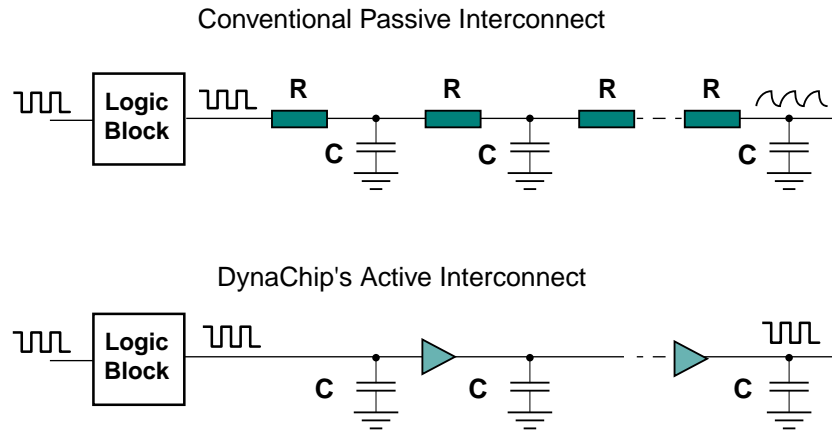 Conventional Passive Interconnect
R R R R
Logic
Block
C C C
DynaChip's Active Interconnect
Logic
Block
C C C